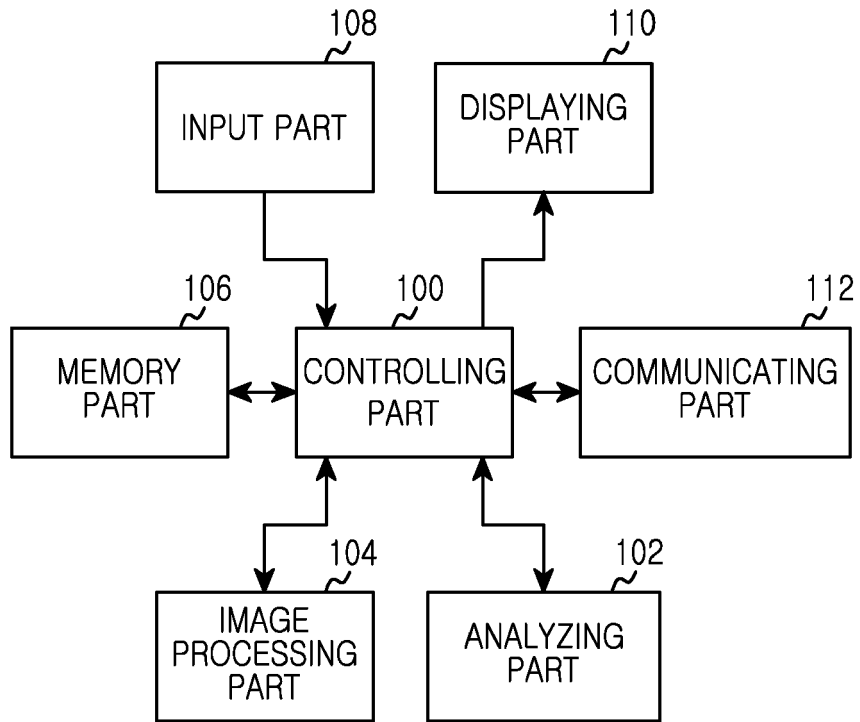 108
INPUT PART
110
DISPLAYING
PART
106
MEMORY
PART
100
CONTROLLING
PART
112
COMMUNICATING
PART
104
IMAGE
PROCESSING
PART
102
ANALYZING
PART